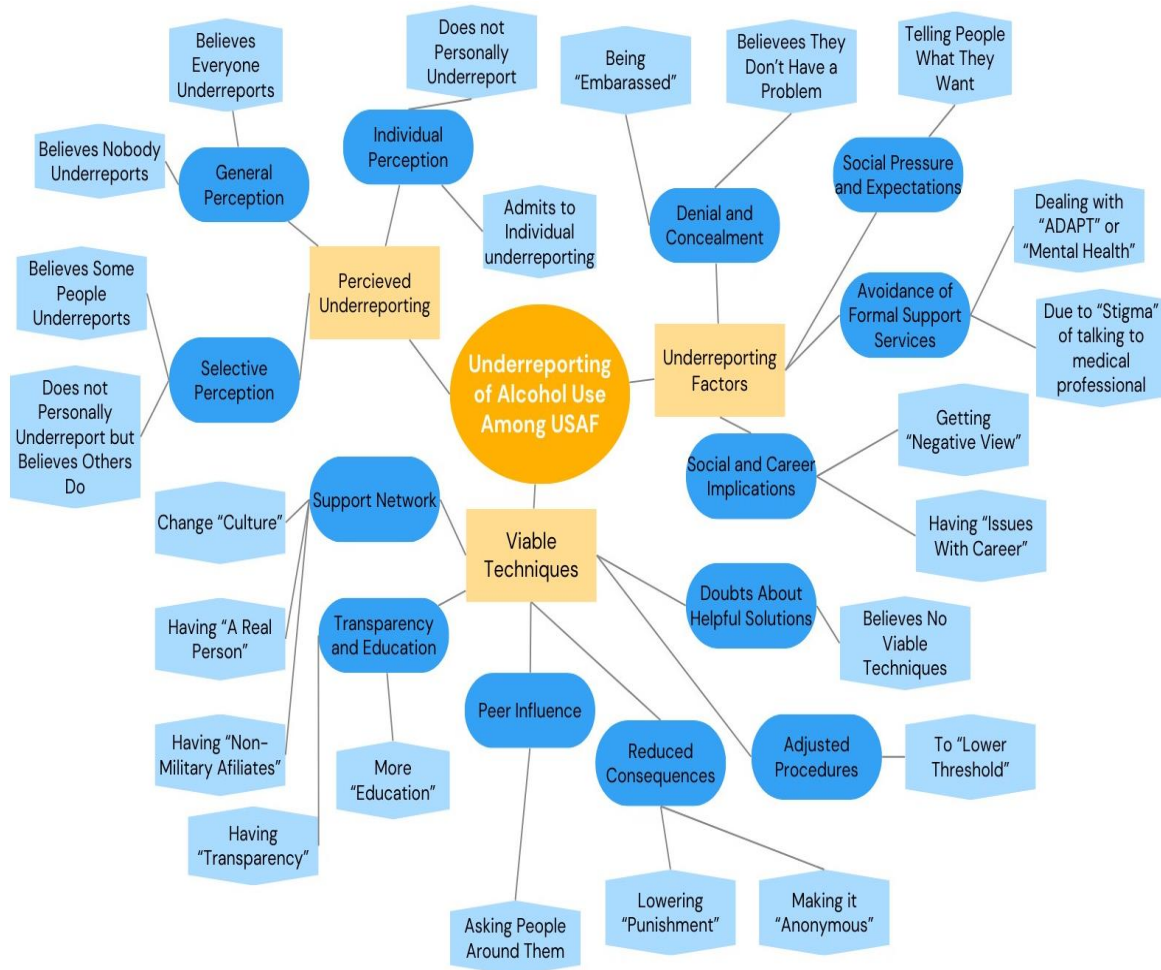 Believes
Everyone
Underreports
Does not
Personally
Underreport
Being
“Embarassed”
Believees They
Don’t Have a
Problem
Telling People
What They
Want
Believes Nobody
Underreports
General
Perception
Individual
Perception
Social Pressure
and Expectations
Denial and
Concealment
Admits to
Individual
underreporting
Dealing with
“ADAPT” or
“Mental Health”
Believes Some
People
Underreports
Percieved
Underreporting
Avoidance of
Formal Support
Services
Due to “Stigma”
of talking to
medical
professional
Selective
Perception
Underreporting
of Alcohol Use
Among USAF
Underreporting
Factors
Does not
Personally
Underreport but
Believes Others
Do
Getting
“Negative View”
Social and Career
Implications
Support Network
Change “Culture”
Having “Issues
With Career”
Viable
Techniques
Doubts About
Helpful Solutions
Having “A Real
Person”
Transparency
and Education
Believes No
Viable
Techniques
Peer Influence
Having “Non-
Military Afiliates”
More
“Education”
Reduced
Consequences
Adjusted
Procedures
To “Lower
Threshold”
Having
“Transparency”
Asking People
Around Them
Lowering
“Punishment”
Making it
“Anonymous”